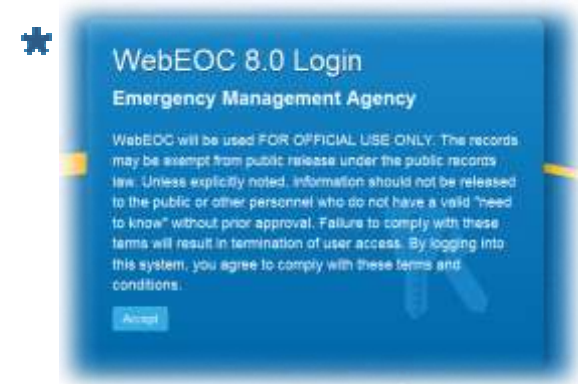 WebEOC 8.0 Login
Emergency Management Agency
WebEOC will be used FOR OFFICIAL USE ONLY. The records
may be exempt from public release under the public records
law. Unless explicitly noted, information should not be released
to the public or other personnel who do not have a valid "need
to know" without prior approval. Failure to comply with these
terms will result in termination of user access. By logging into
this system, you agree to comply with these terms and
conditions.
Accept